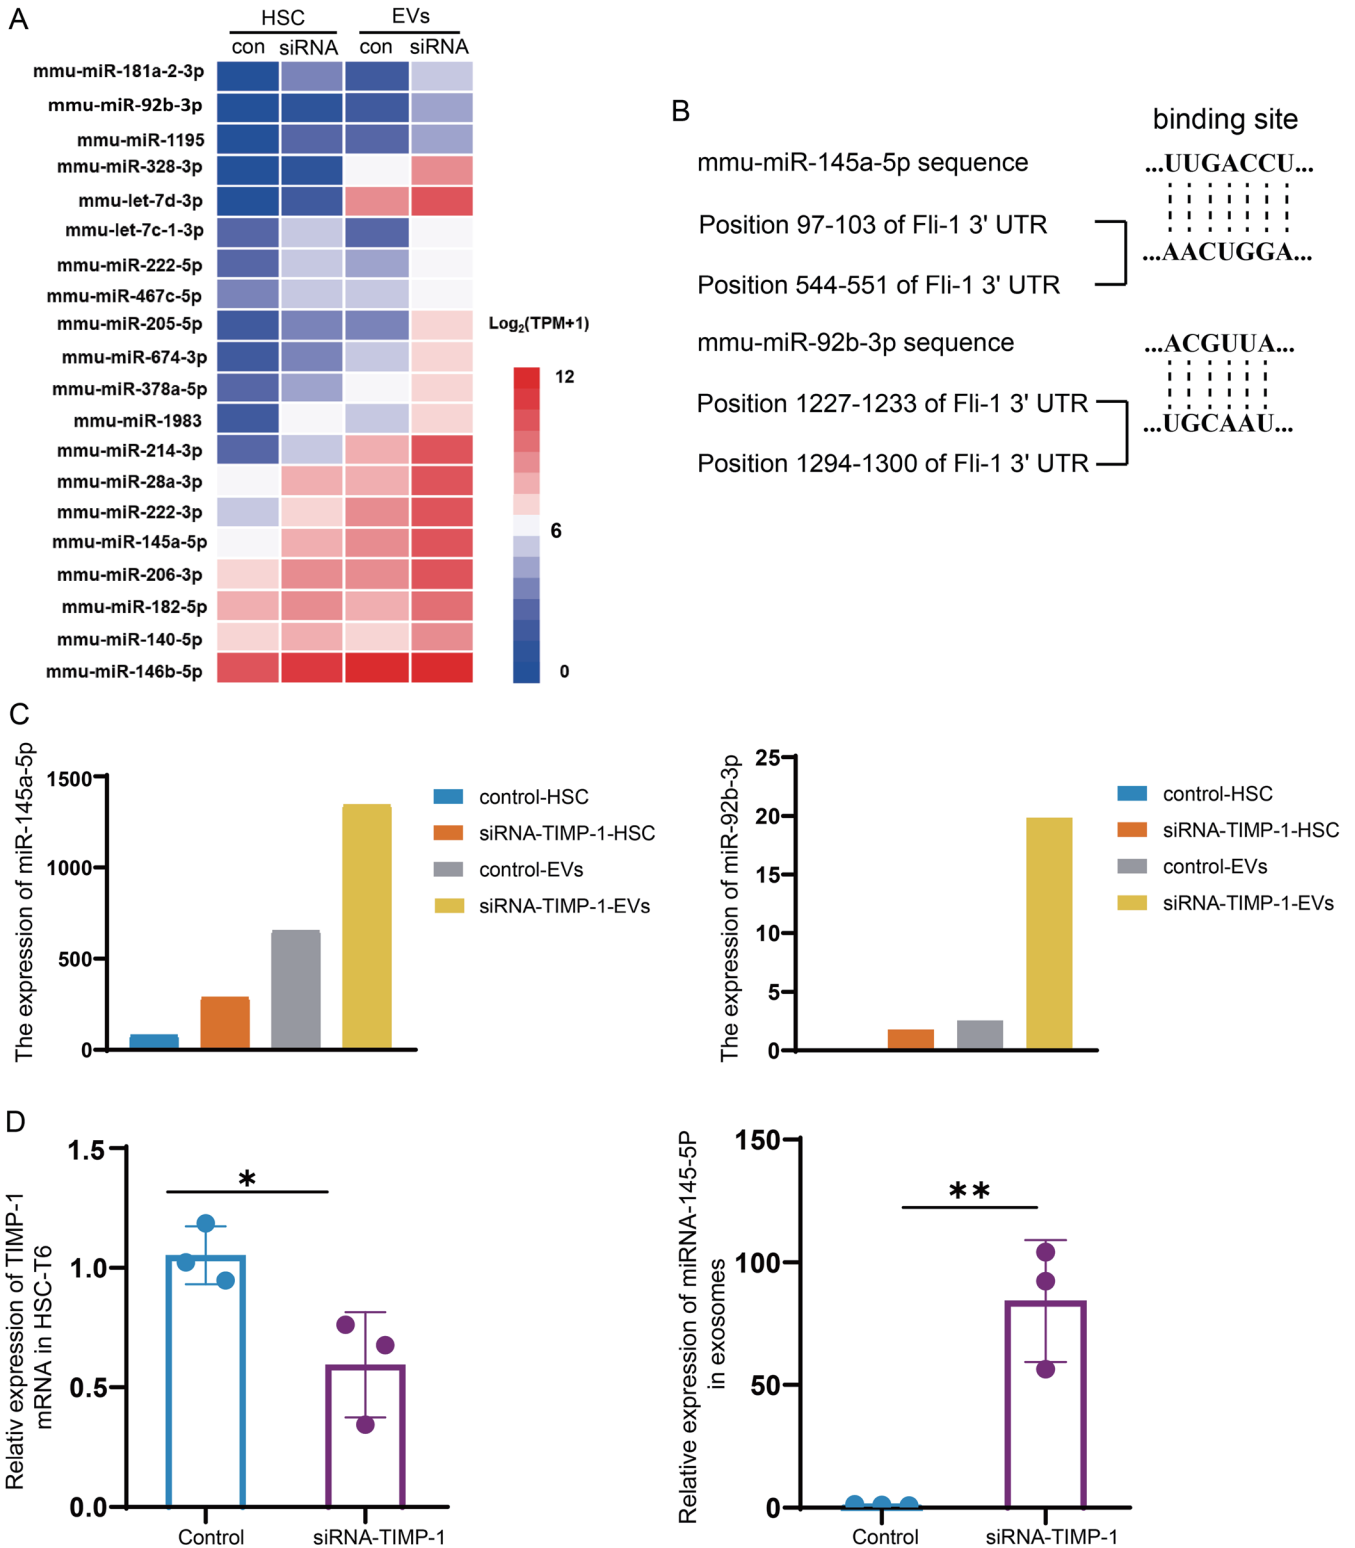 A
HSC EVs
con siRNA con siRNA
mmu-miR-181a-2-3p
mmu-miR-92b-3p
mmu-miR-1195
mmu-miR-328-3p
mmu-let-7d-3p
mmu-let-7c-1-3p
mmu-miR-222-5p
mmu-miR-467c-5p
mmu-miR-205-5p
mmu-miR-674-3p
mmu-miR-378a-5p
mmu-miR-1983
mmu-miR-214-3p
mmu-miR-28a-3p
mmu-miR-222-3p
mmu-miR-145a-5p
mmu-miR-206-3p
mmu-miR-182-5p
mmu-miR-140-5p
mmu-miR-146b-5p
Log2(TPM+1)
12
6
0
B
binding site
mmu-miR-145a-5p sequence
...UUGACCU...
Position 97-103 of Fli-1 3' UTR
...AACUGGA...
Position 544-551 of Fli-1 3' UTR
mmu-miR-92b-3p sequence
...ACGUUA...
Position 1227-1233 of Fli-1 3' UTR
...UGCAAU...
Position 1294-1300 of Fli-1 3' UTR
C
The expression of miR-145a-5p
1500
1000
500
0
control-HSC
siRNA-TIMP-1-HSC
control-EVs
siRNA-TIMP-1-EVs
The expression of miR-92b-3p
25
20
15
10
5
0
control-HSC
siRNA-TIMP-1-HSC
control-EVs
siRNA-TIMP-1-EVs
D
Relativ expression of TIMP-1
mRNA in HSC-T6
1.5
1.0
0.5
0.0
*
Control siRNA-TIMP-1
Relative expression of miRNA-145-5P
in exosomes
150
100
50
0
**
Control siRNA-TIMP-1